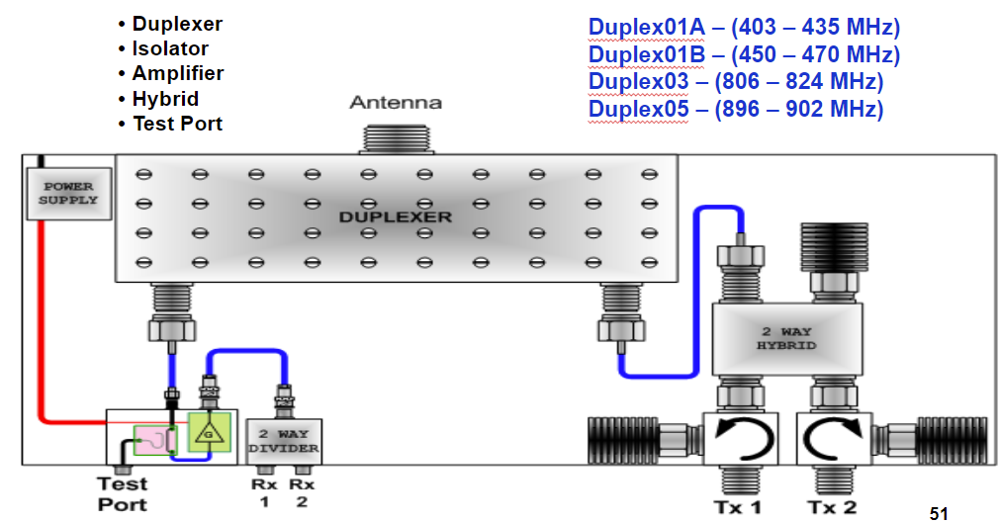 • Duplexer
• Isolator
• Amplifier
• Hybrid
• Test Port
Duplex01A – (403 – 435 MHz)
Duplex01B – (450 – 470 MHz)
Duplex03 – (806 – 824 MHz)
Duplex05 – (896 – 902 MHz)
Antenna
POWER
SUPPLY
DUPLEXER
2 WAY
HYBRID
G
2 WAY
DIVIDER
Test
Port
Rx
1
Rx
2
Tx 1
Tx 2
51